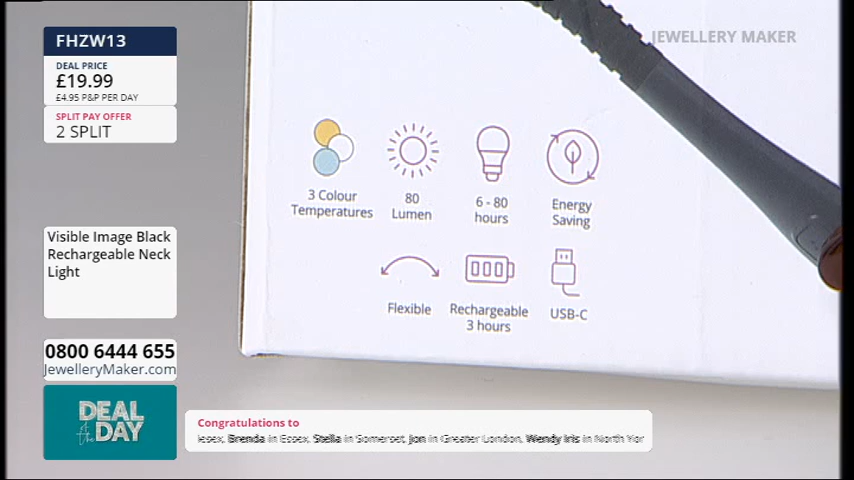 FHZW13
DEAL PRICE
£19.99
£4.95 P&P PER DAY
SPLIT PAY OFFER
2 SPLIT
Visible Image Black
Rechargeable Neck
Light
0800 6444 655
JewelleryMaker.com
DEAL
of the
DAY
JEWELLERY MAKER
3 Colour
Temperatures
80
Lumen
6 - 80
hours
Energy
Saving
Flexible
Rechargeable
3 hours
USB-C
Congratulations to
Brenda in Essex, Stella in Somerset, Jon in Greater London, Wendy Iris in North